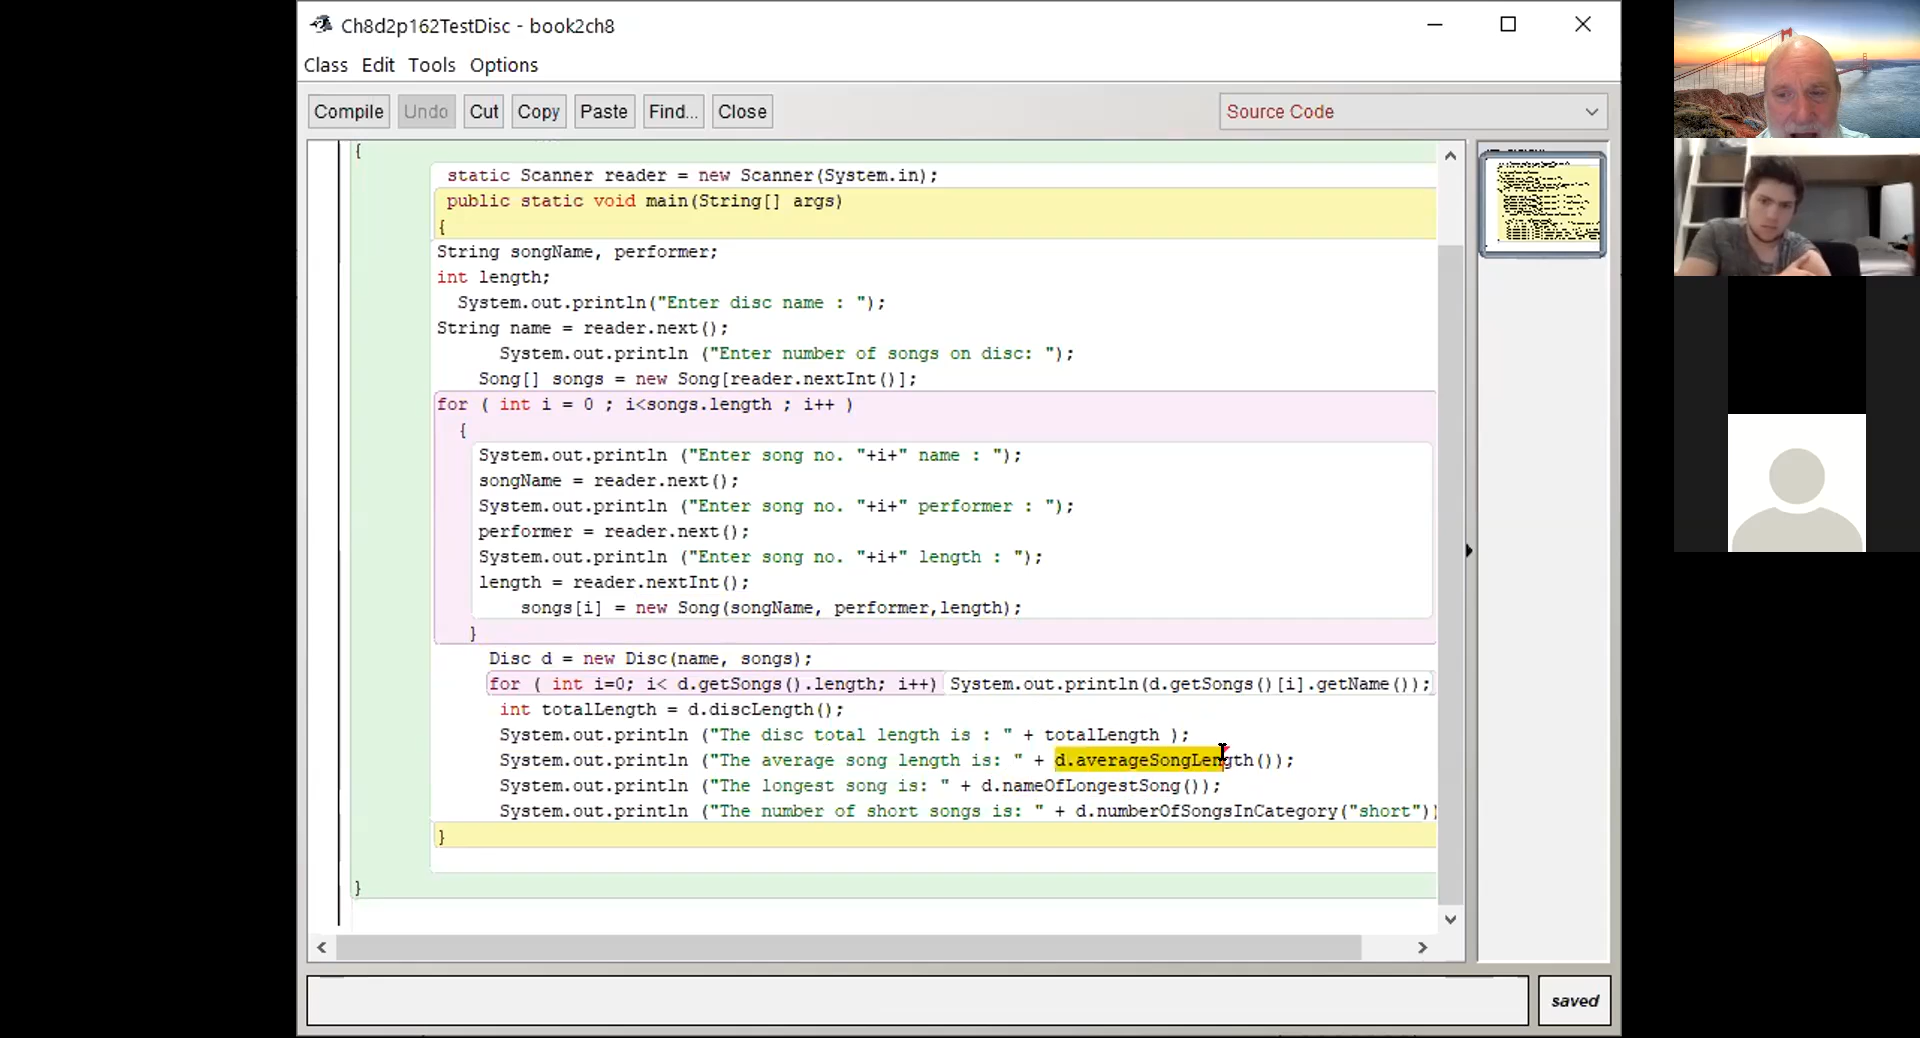 Ch8d2p162TestDisc - book2ch8
Class Edit Tools Options
Compile Undo Cut Copy Paste Find... Close Source Code
{
static Scanner reader = new Scanner(System.in);
public static void main(String[] args)
{
String songName, performer;
int length;
System.out.println("Enter disc name : ");
String name = reader.next();
System.out.println ("Enter number of songs on disc: ");
Song[] songs = new Song[reader.nextInt()];
for ( int i = 0 ; i<songs.length ; i++ )
{
System.out.println ("Enter song no. "+i+" name : ");
songName = reader.next();
System.out.println ("Enter song no. "+i+" performer : ");
performer = reader.next();
System.out.println ("Enter song no. "+i+" length : ");
length = reader.nextInt();
songs[i] = new Song(songName, performer,length);
}
Disc d = new Disc(name, songs);
for ( int i=0; i< d.getSongs().length; i++) System.out.println(d.getSongs()[i].getName());
int totalLength = d.discLength();
System.out.println ("The disc total length is : " + totalLength );
System.out.println ("The average song length is: " + d.averageSongLength());
System.out.println ("The longest song is: " + d.nameOfLongestSong());
System.out.println ("The number of short songs is: " + d.numberOfSongsInCategory("short"))
}
}
saved